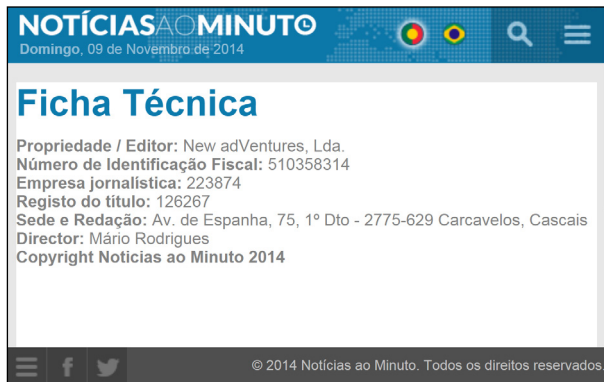 NOTÍCIASAOMINUTO
Domingo, 09 de Novembro de 2014
Ficha Técnica
Propriedade / Editor: New adVentures, Lda.
Número de Identificação Fiscal: 510358314
Empresa jornalística: 223874
Registo do titulo: 126267
Sede e Redação: Av. de Espanha, 75, 1º Dto - 2775-629 Carcavelos, Cascais
Director: Mário Rodrigues
Copyright Noticias ao Minuto 2014
© 2014 Notícias ao Minuto. Todos os direitos reservados.